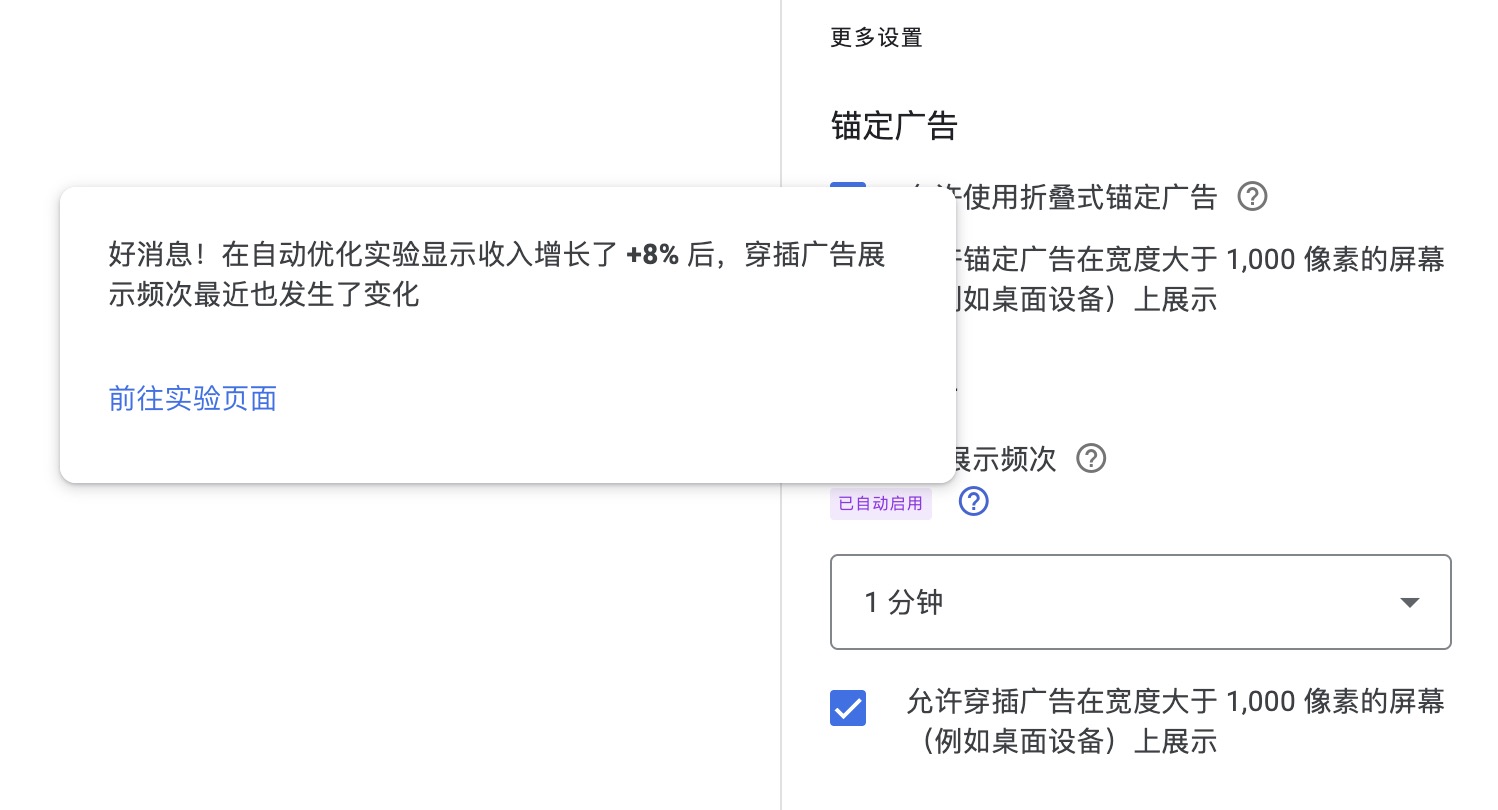 更多设置
锚定广告
许使用折叠式锚定广告
好消息！在自动优化实验显示收入增长了 +8% 后，穿插广告展
示频次最近也发生了变化
前往实验页面
锚定广告在宽度大于 1,000 像素的屏幕
如桌面设备）上展示
展示频次
已自动启用
1 分钟
允许穿插广告在宽度大于 1,000 像素的屏幕
（例如桌面设备）上展示